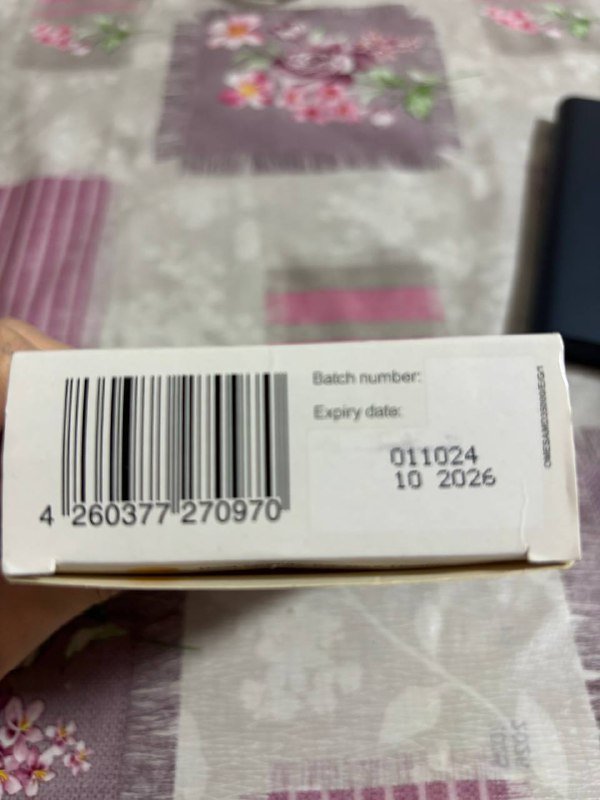 Batch number:
Expiry date:
011024
10 2026
4 260377 270970